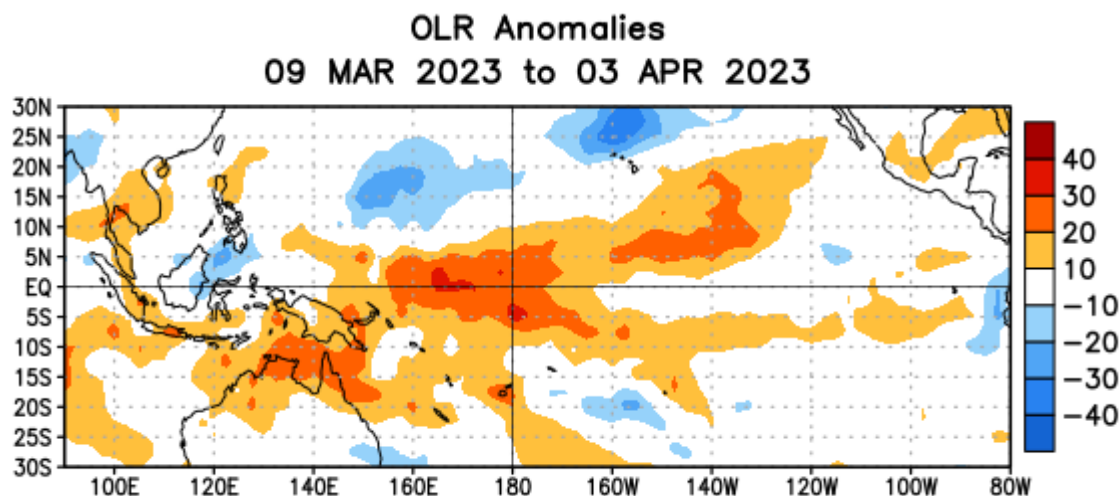 OLR Anomalies
09 MAR 2023 to 03 APR 2023
30N
25N
20N
15N
10N
5N
EQ
5S
10S
15S
20S
25S
30S
100E 120E 140E 160E 180 160W 140W 120W 100W 80W
40
30
20
10
-10
-20
-30
-40